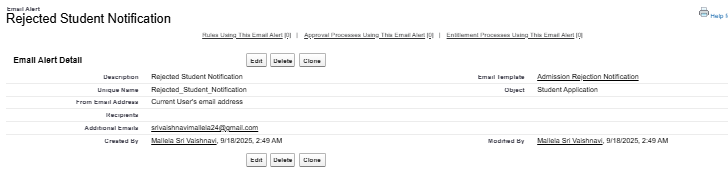 Email Alert
Rejected Student Notification
Help f
Rules Using This Email Alert [0] | Approval Processes Using This Email Alert [0] | Entitlement Processes Using This Email Alert [0]
Email Alert Detail
Edit Delete Clone
Description Rejected Student Notification Email Template Admission Rejection Notification
Unique Name Rejected_Student_Notification Object Student Application
From Email Address Current User's email address
Recipients
Additional Emails srivaishnavimallela24@gmail.com
Created By Mallela Sri Vaishnavi, 9/18/2025, 2:49 AM Modified By Mallela Sri Vaishnavi, 9/18/2025, 2:49 AM
Edit Delete Clone